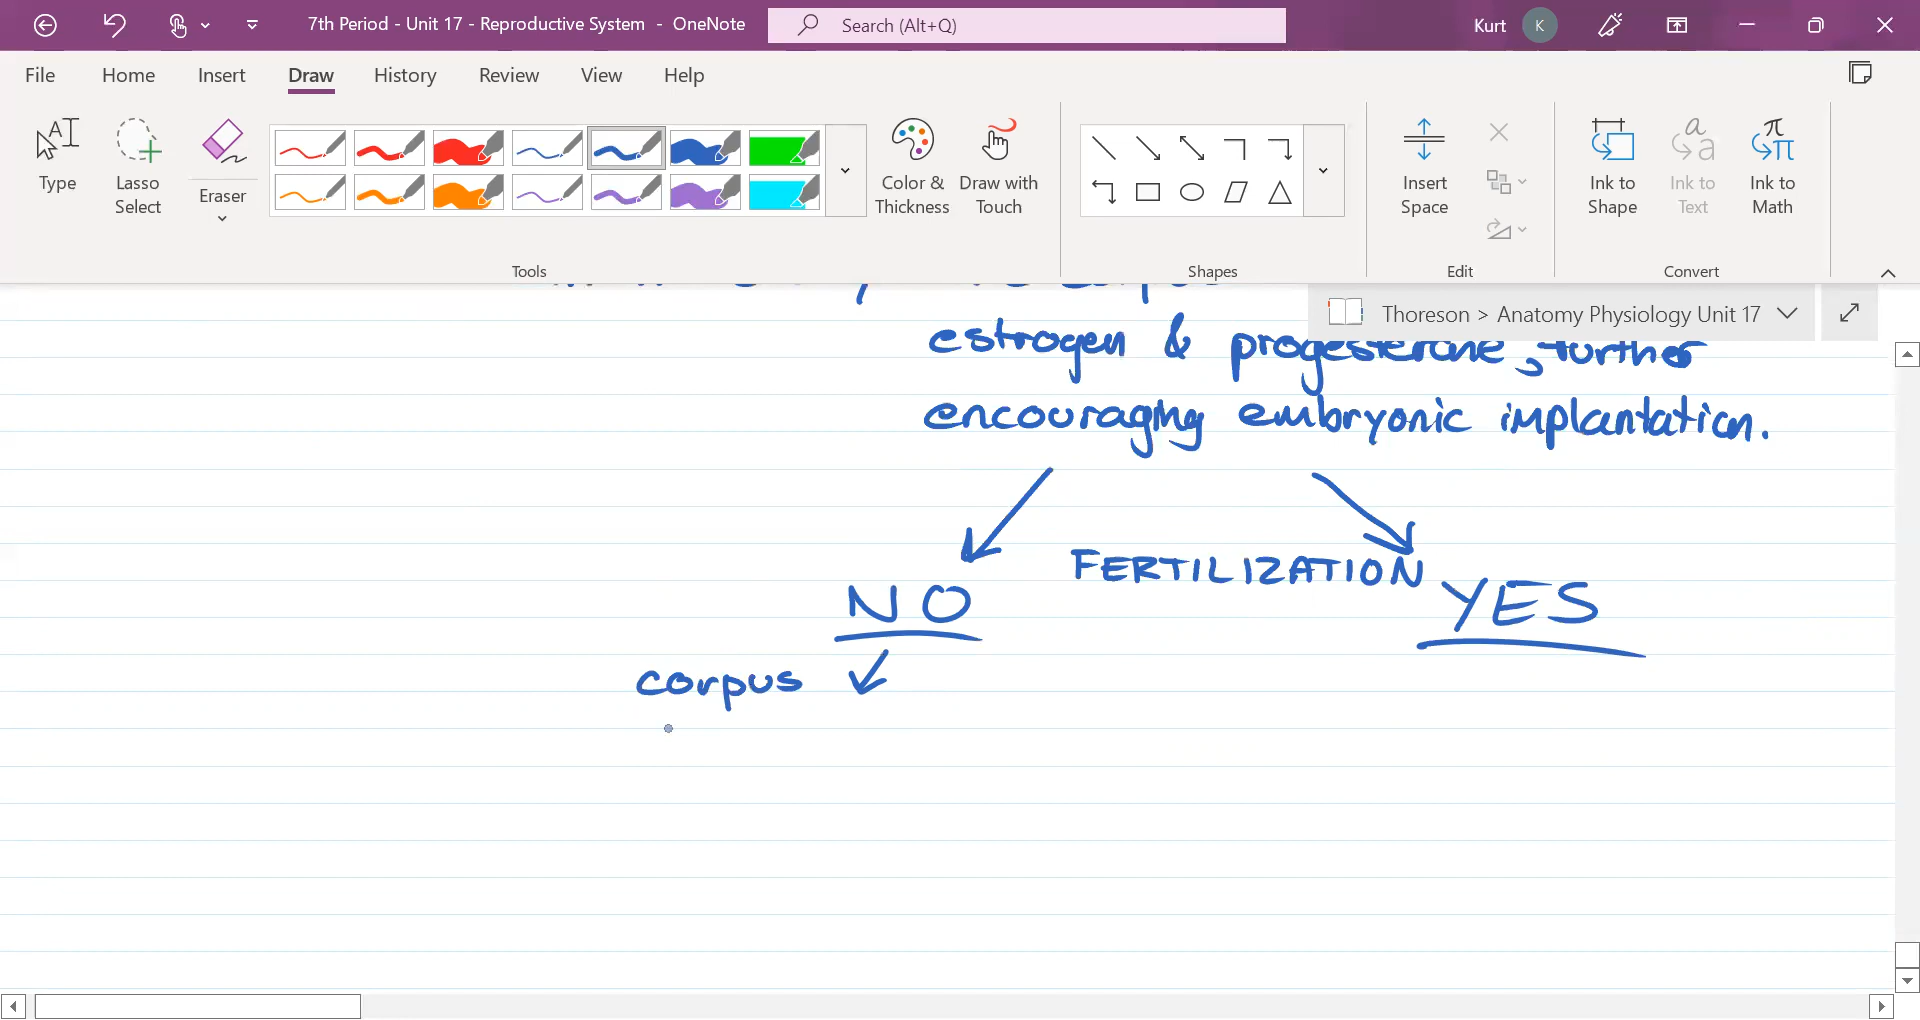 7th Period - Unit 17 - Reproductive System - OneNote
Search (Alt+Q)
Kurt
K
File Home Insert Draw History Review View Help
Type
Lasso Select
Eraser
Color & Thickness
Draw with Touch
Insert Space
Ink to Shape
Ink to Text
Ink to Math
Tools
Shapes
Edit
Convert
Thoreson > Anatomy Physiology Unit 17
estrogen & progesterone, further
encouraging embryonic implantation.
FERTILIZATION
NO
YES
corpus